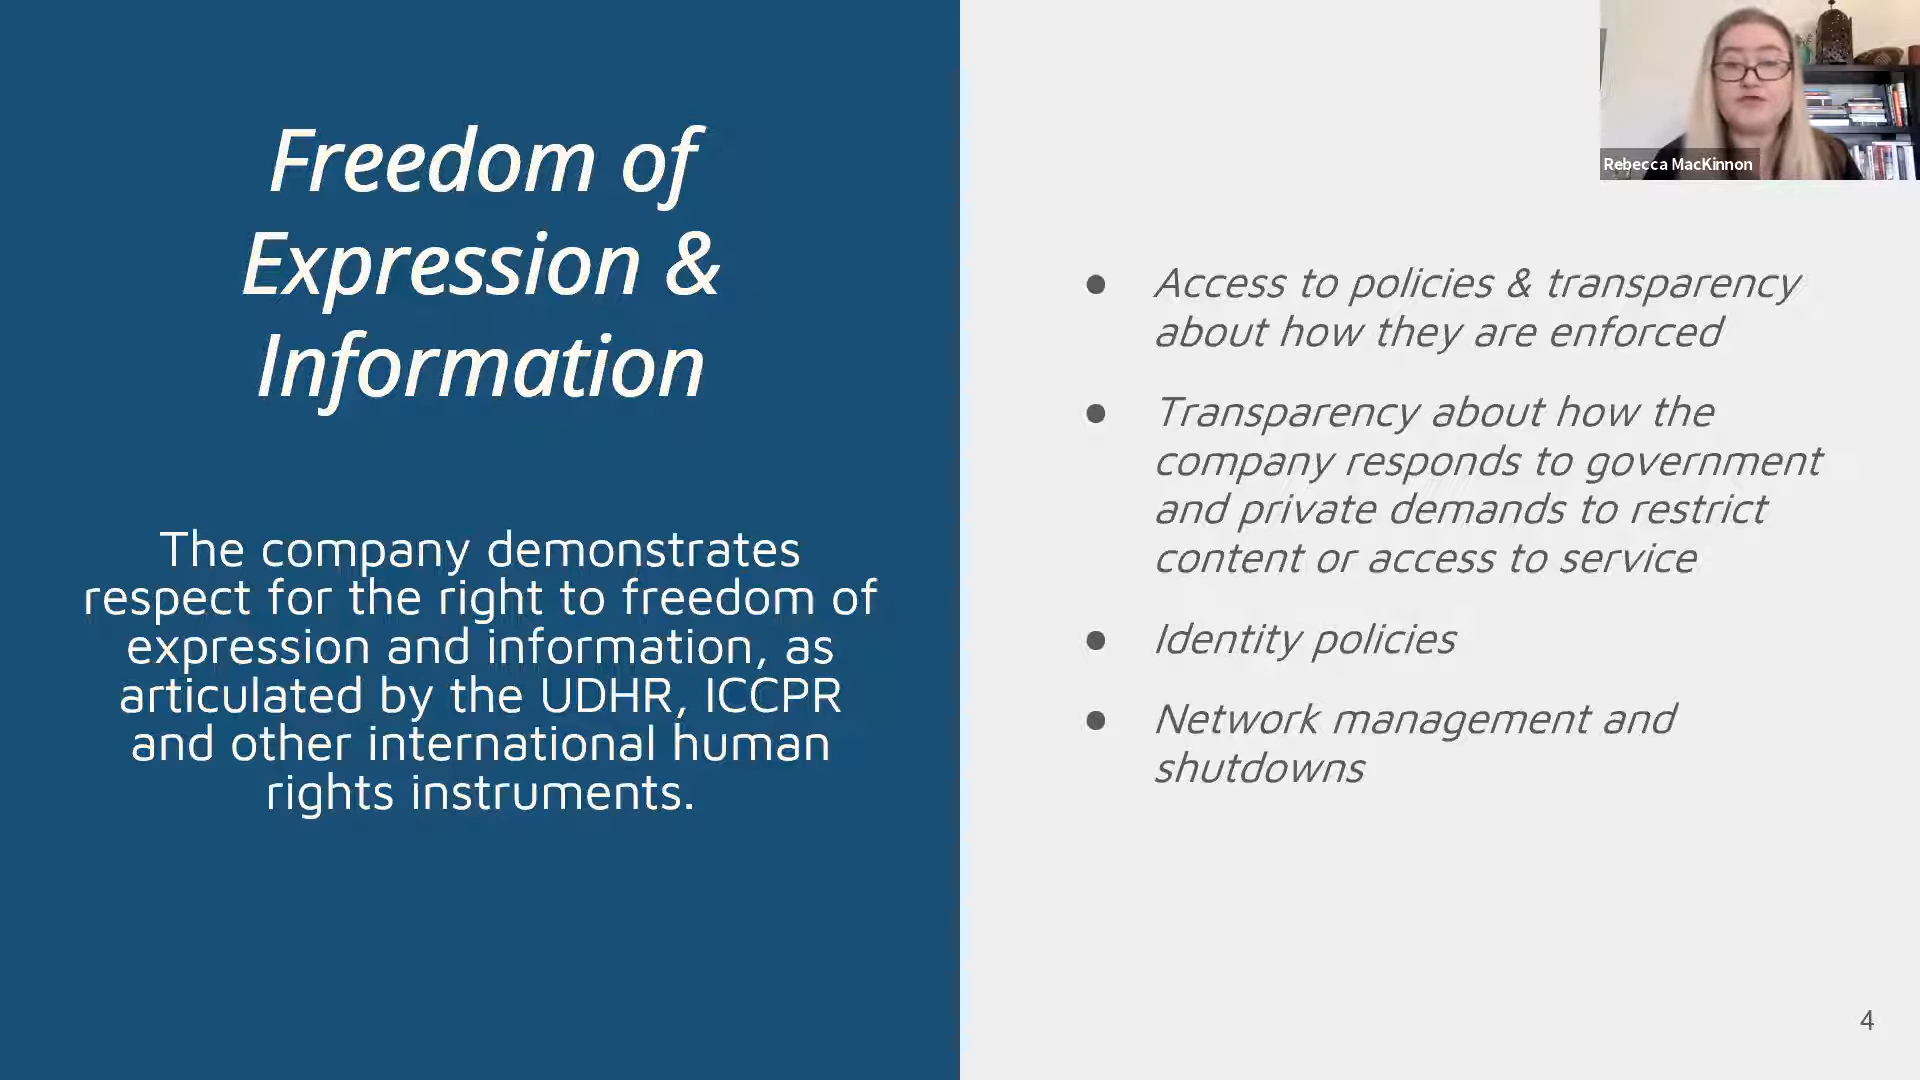 Freedom of
Expression &
Information
The company demonstrates
respect for the right to freedom of
expression and information, as
articulated by the UDHR, ICCPR
and other international human
rights instruments.
Rebecca MacKinnon
● Access to policies & transparency
about how they are enforced
● Transparency about how the
company responds to government
and private demands to restrict
content or access to service
● Identity policies
● Network management and
shutdowns
4